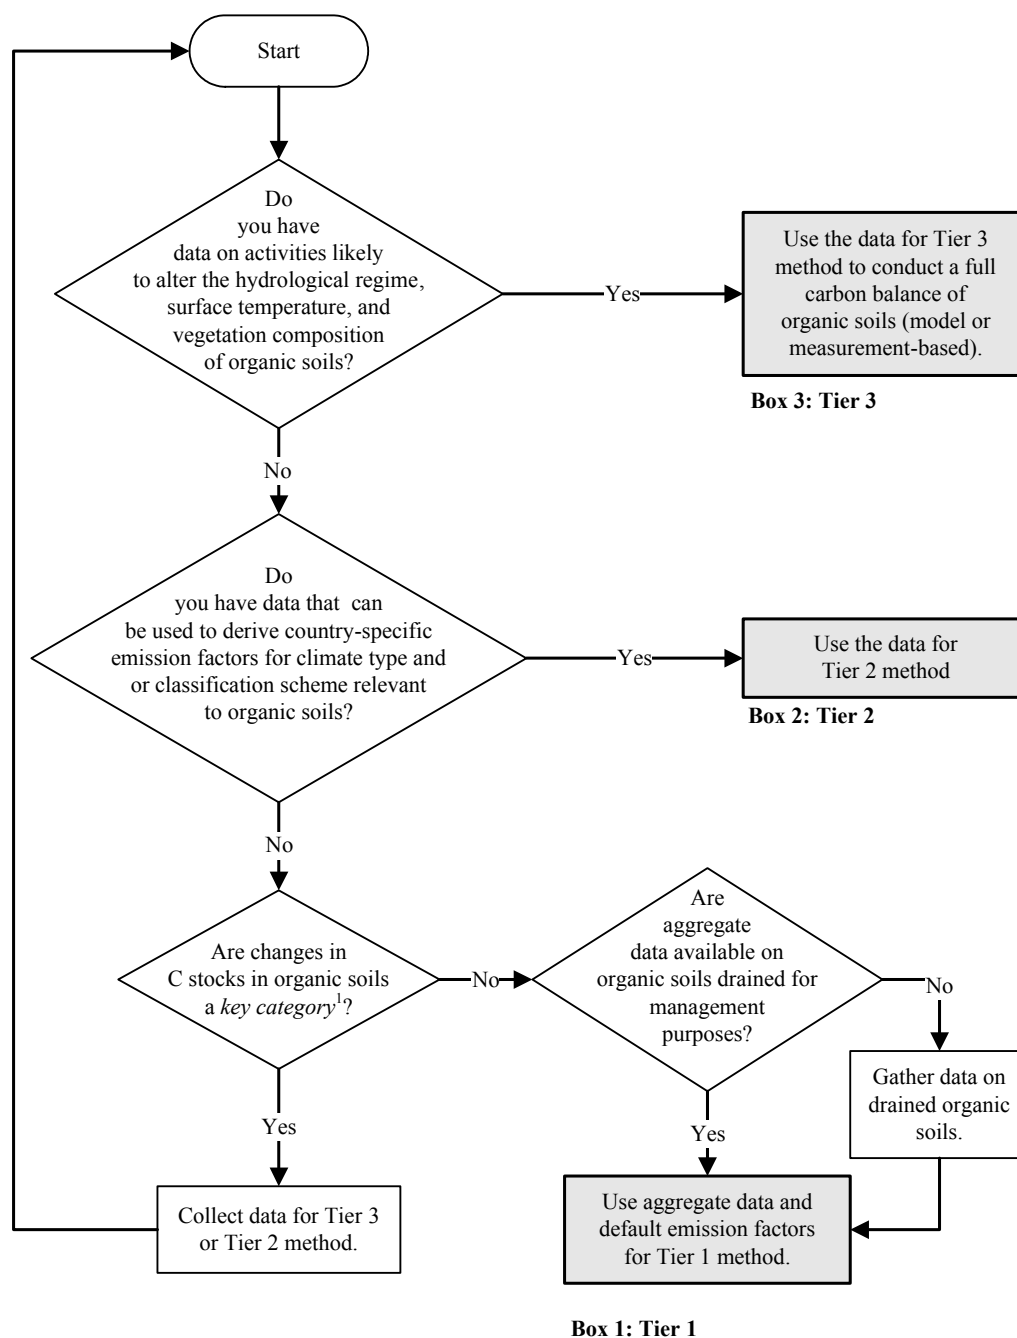 Start
Do
you have
data on activities likely
to alter the hydrological regime,
surface temperature, and
vegetation composition
of organic soils?
Yes
Use the data for Tier 3
method to conduct a full
carbon balance of
organic soils (model or
measurement-based).
Box 3: Tier 3
No
Do
you have data that can
be used to derive country-specific
emission factors for climate type and
or classification scheme relevant
to organic soils?
Yes
Use the data for
Tier 2 method
Box 2: Tier 2
No
Are changes in
C stocks in organic soils
a key category¹?
No
Are
aggregate
data available on
organic soils drained for
management
purposes?
No
Gather data on
drained organic
soils.
Yes
Yes
Collect data for Tier 3
or Tier 2 method.
Use aggregate data and
default emission factors
for Tier 1 method.
Box 1: Tier 1